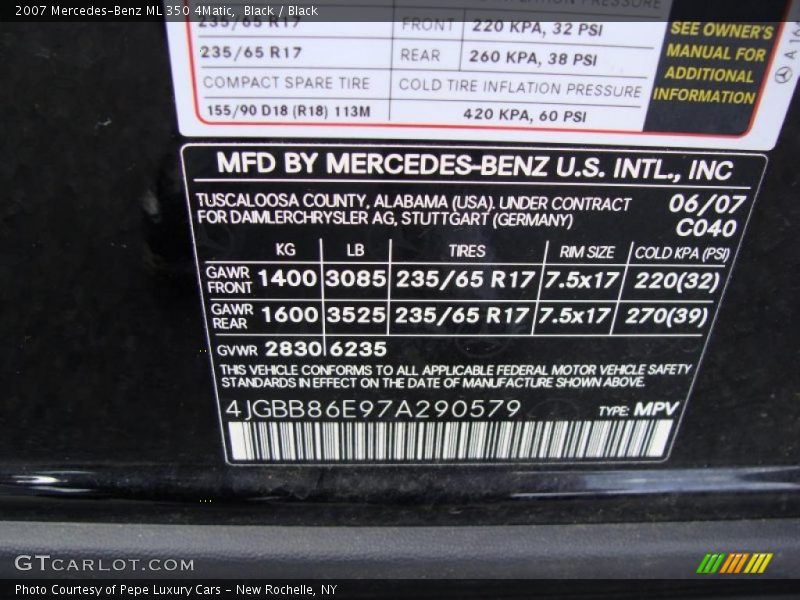 2007 Mercedes-Benz ML 350 4Matic, Black / Black
235/65 R17 FRONT 220 KPA, 32 PSI
235/65 R17 REAR 260 KPA, 38 PSI
COMPACT SPARE TIRE COLD TIRE INFLATION PRESSURE
155/90 D18 (R18) 113M 420 KPA, 60 PSI
SEE OWNER'S
MANUAL FOR
ADDITIONAL
INFORMATION
MFD BY MERCEDES-BENZ U.S. INTL., INC
TUSCALOOSA COUNTY, ALABAMA (USA). UNDER CONTRACT 06/07
FOR DAIMLERCHRYSLER AG, STUTTGART (GERMANY) C040
KG LB TIRES RIM SIZE COLD KPA (PSI)
GAWR FRONT 1400 3085 235/65 R17 7.5x17 220(32)
GAWR REAR 1600 3525 235/65 R17 7.5x17 270(39)
GVWR 2830 6235
THIS VEHICLE CONFORMS TO ALL APPLICABLE FEDERAL MOTOR VEHICLE SAFETY
STANDARDS IN EFFECT ON THE DATE OF MANUFACTURE SHOWN ABOVE.
4JGBB86E97A290579 TYPE: MPV
GTCARLOT.COM
Photo Courtesy of Pepe Luxury Cars - New Rochelle, NY